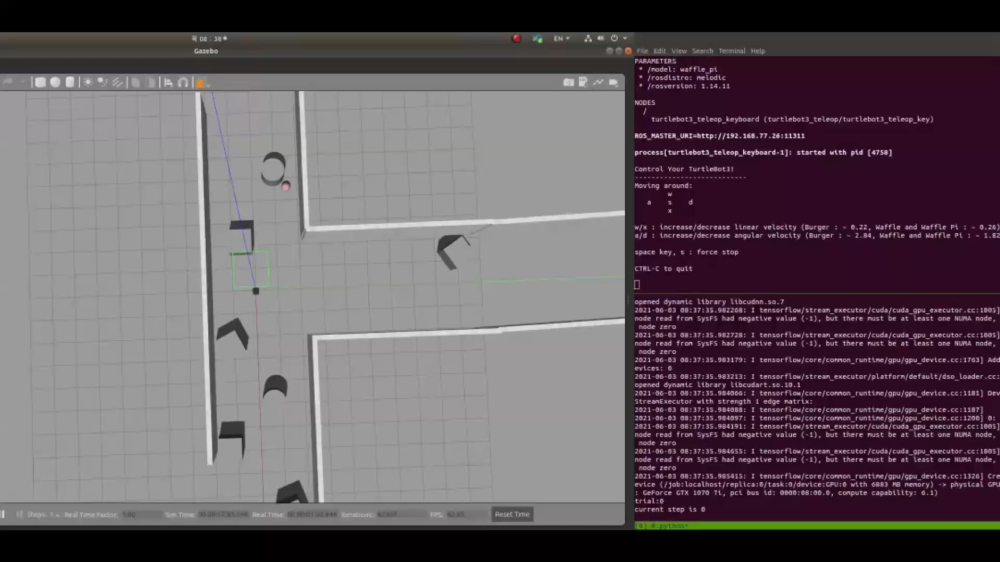 목 08 : 38
EN
Gazebo
Steps:
Real Time Factor: 1.00
Sim Time:
Real Time:
Iterations:
FPS:
Reset Time
File Edit View Search Terminal Help
PARAMETERS
* /model: waffle_pi
* /rosdistro: melodic
* /rosversion: 1.14.11
NODES
/
turtlebot3_teleop_keyboard (turtlebot3_teleop/turtlebot3_teleop_key)
ROS_MASTER_URI=http://192.168.77.26:11311
process[turtlebot3_teleop_keyboard-1]: started with pid [4758]
Control Your TurtleBot3!
---------------------------
Moving around:
w
a s d
x
w/x : increase/decrease linear velocity (Burger : ~ 0.22, Waffle and Waffle Pi : ~ 0.26)
a/d : increase/decrease angular velocity (Burger : ~ 2.84, Waffle and Waffle Pi : ~ 1.82
space key, s : force stop
CTRL-C to quit
opened dynamic library libcudnn.so.7
2021-06-03 08:37:35.982268: I tensorflow/stream_executor/cuda/cuda_gpu_executor.cc:1005]
node read from SysFS had negative value (-1), but there must be at least one NUMA node,
node zero
2021-06-03 08:37:35.982728: I tensorflow/stream_executor/cuda/cuda_gpu_executor.cc:1005]
node read from SysFS had negative value (-1), but there must be at least one NUMA node,
node zero
2021-06-03 08:37:35.983179: I tensorflow/core/common_runtime/gpu/gpu_device.cc:1763] Add
evices: 0
2021-06-03 08:37:35.983213: I tensorflow/stream_executor/platform/default/dso_loader.cc:
opened dynamic library libcudart.so.10.1
2021-06-03 08:37:35.984066: I tensorflow/core/common_runtime/gpu/gpu_device.cc:1181] Dev
StreamExecutor with strength 1 edge matrix:
2021-06-03 08:37:35.984088: I tensorflow/core/common_runtime/gpu/gpu_device.cc:1187]
2021-06-03 08:37:35.984097: I tensorflow/core/common_runtime/gpu/gpu_device.cc:1200] 0:
2021-06-03 08:37:35.984191: I tensorflow/stream_executor/cuda/cuda_gpu_executor.cc:1005]
node read from SysFS had negative value (-1), but there must be at least one NUMA node,
node zero
2021-06-03 08:37:35.984655: I tensorflow/stream_executor/cuda/cuda_gpu_executor.cc:1005]
node read from SysFS had negative value (-1), but there must be at least one NUMA node,
node zero
2021-06-03 08:37:35.985415: I tensorflow/core/common_runtime/gpu/gpu_device.cc:1326] Cre
evice (/job:localhost/replica:0/task:0/device:GPU:0 with 6883 MB memory) -> physical GPU
: GeForce GTX 1070 Ti, pci bus id: 0000:08:00.0, compute capability: 6.1)
trial:0
current step is 0
[0] 0:python*